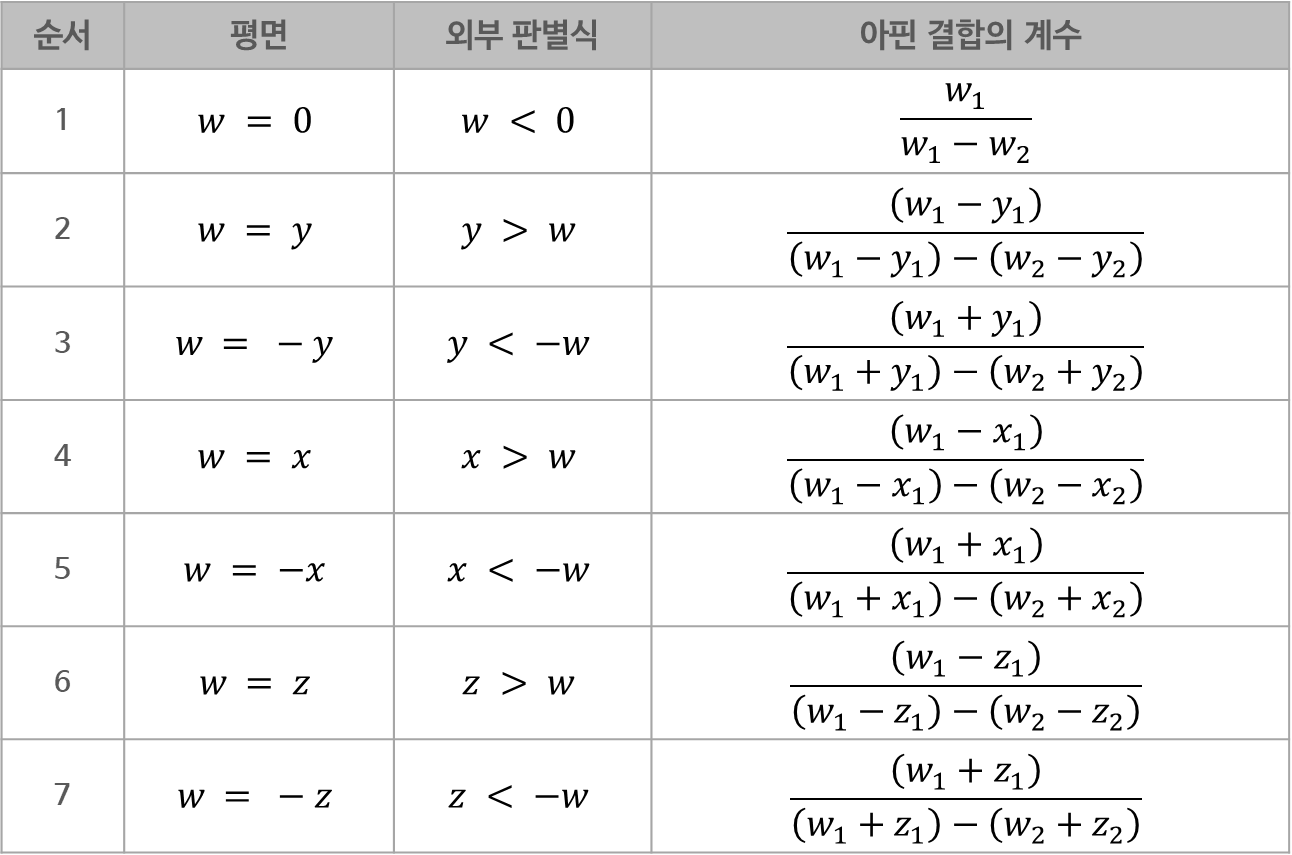 순서 평면 외부 판별식 아핀 결합의 계수
1 w = 0 w < 0 w₁ / (w₁ − w₂)
2 w = y y > w (w₁ − y₁) / ((w₁ − y₁) − (w₂ − y₂))
3 w = −y y < −w (w₁ + y₁) / ((w₁ + y₁) − (w₂ + y₂))
4 w = x x > w (w₁ − x₁) / ((w₁ − x₁) − (w₂ − x₂))
5 w = −x x < −w (w₁ + x₁) / ((w₁ + x₁) − (w₂ + x₂))
6 w = z z > w (w₁ − z₁) / ((w₁ − z₁) − (w₂ − z₂))
7 w = −z z < −w (w₁ + z₁) / ((w₁ + z₁) − (w₂ + z₂))